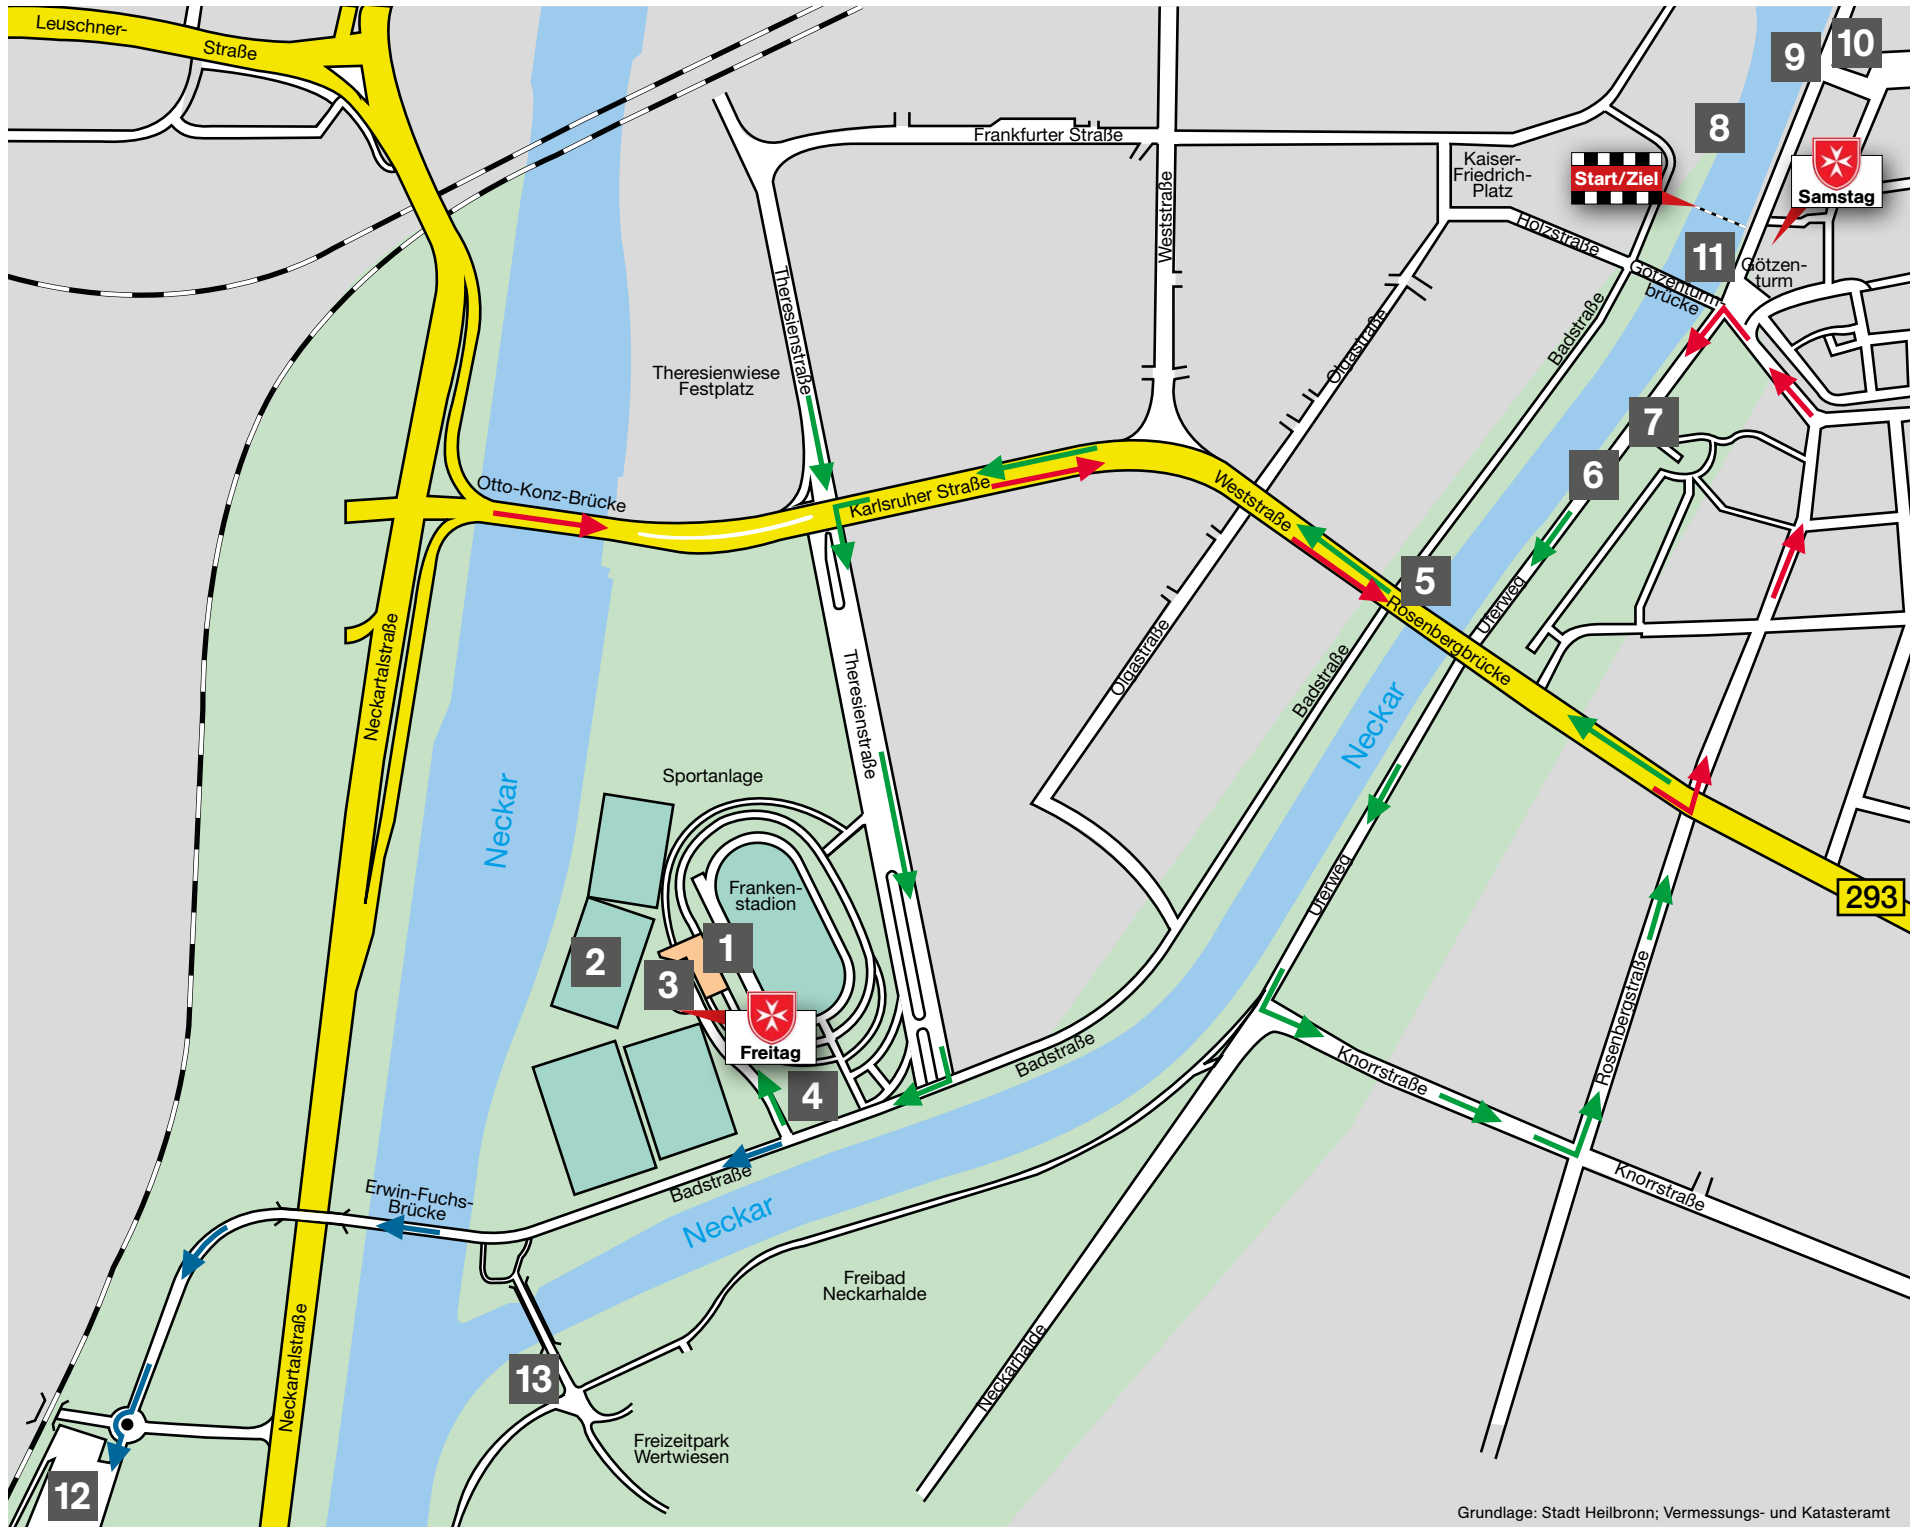 Leuschner-
Straße
9
10
8
Frankfurter Straße
Kaiser-
Friedrich-
Platz
Start/Ziel
Samstag
Weststraße
Holzstraße
11
Götzenturm-
brücke
Götzen-
turm
Theresienstraße
Badstraße
Olgastraße
Theresienwiese
Festplatz
7
6
Otto-Konz-Brücke
Karlsruher Straße
Weststraße
5
Uferweg
Rosenbergbrücke
Neckartalstraße
Theresienstraße
Olgastraße
Badstraße
Neckar
Sportanlage
Neckar
Uferweg
Franken-
stadion
293
1
2
3
Freitag
4
Badstraße
Knorrstraße
Rosenbergstraße
Badstraße
Knorrstraße
Erwin-Fuchs-
Brücke
Neckar
Freibad
Neckarhalde
Neckartalstraße
13
Neckarhalde
Freizeitpark
Wertwiesen
12
Grundlage: Stadt Heilbronn; Vermessungs- und Katasteramt